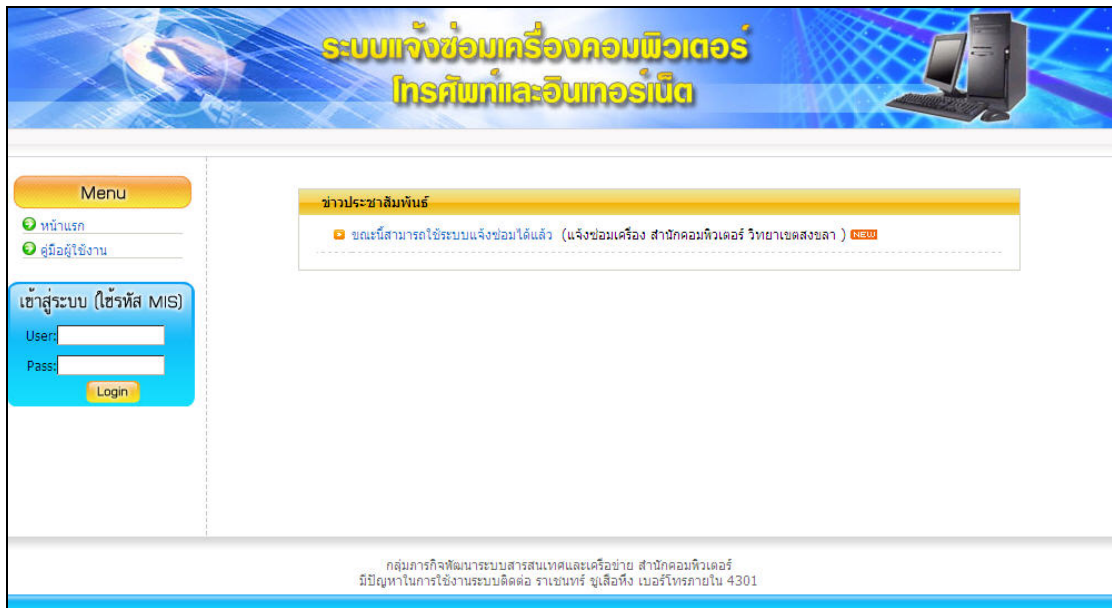 ระบบแจ้งซ่อมเครื่องคอมพิวเตอร์
โทรศัพท์และอินเทอร์เน็ต
Menu
หน้าแรก
คู่มือผู้ใช้งาน
เข้าสู่ระบบ (ใช้รหัส MIS)
User:
Pass:
Login
ข่าวประชาสัมพันธ์
ขณะนี้สามารถใช้ระบบแจ้งซ่อมได้แล้ว (แจ้งซ่อมเครื่อง สำนักคอมพิวเตอร์ วิทยาเขตสงขลา ) NEW
กลุ่มภารกิจพัฒนาระบบสารสนเทศและเครือข่าย สำนักคอมพิวเตอร์
มีปัญหาในการใช้งานระบบติดต่อ ราเชนทร์ ชูเสือหึง เบอร์โทรภายใน 4301